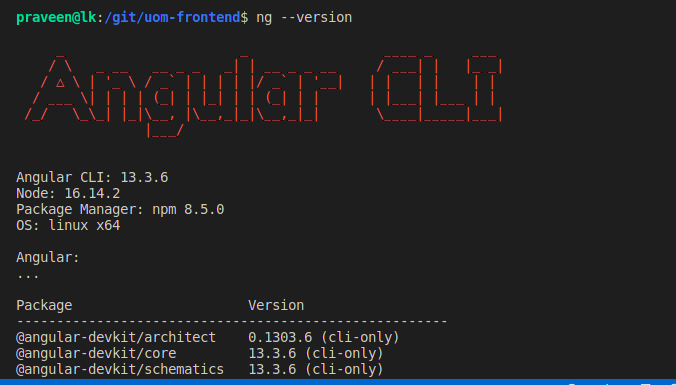 praveen@lk:/git/uom-frontend$ ng --version
Angular CLI
Angular CLI: 13.3.6
Node: 16.14.2
Package Manager: npm 8.5.0
OS: linux x64
Angular:
...
Package Version
------------------------------------------------------
@angular-devkit/architect 0.1303.6 (cli-only)
@angular-devkit/core 13.3.6 (cli-only)
@angular-devkit/schematics 13.3.6 (cli-only)